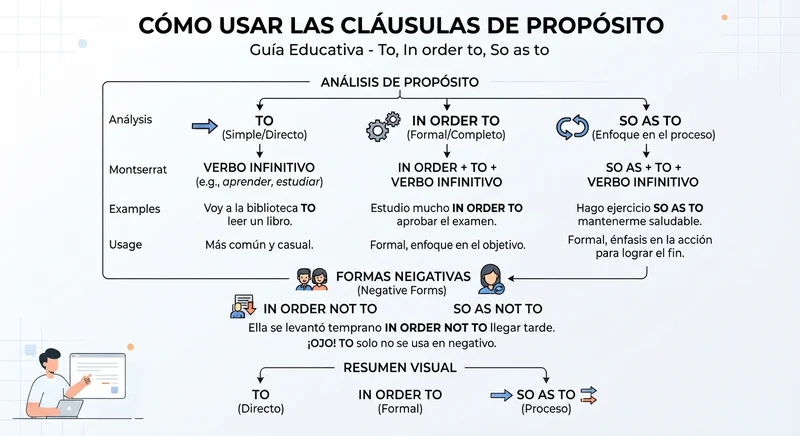 CÓMO USAR LAS CLÁUSULAS DE PROPÓSITO
Guía Educativa - To, In order to, So as to
ANÁLISIS DE PROPÓSITO
Análysis
TO
(Simple/Directo)
IN ORDER TO
(Formal/Completo)
SO AS TO
(Enfoque en el proceso)
Montserrat
VERBO INFINITIVO
(e.g., aprender, estudiar)
IN ORDER + TO +
VERBO INFINITIVO
SO AS + TO +
VERBO INFINITIVO
Examples
Voy a la biblioteca TO
leer un libro.
Estudio mucho IN ORDER TO
aprobar el examen.
Hago ejercicio SO AS TO
mantenerme saludable.
Usage
Más común y casual.
Formal, enfoque en el objetivo.
Formal, énfasis en la acción
para lograr el fin.
FORMAS NEIGATIVAS
(Negative Forms)
IN ORDER NOT TO
SO AS NOT TO
Ella se levantó temprano IN ORDER NOT TO llegar tarde.
¡OJO! TO solo no se usa en negativo.
RESUMEN VISUAL
TO
(Directo)
IN ORDER TO
(Formal)
SO AS TO
(Proceso)